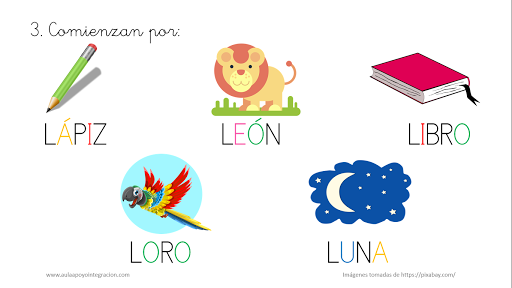 3. Comienzan por:
LÁPIZ
LEÓN
LIBRO
LORO
LUNA
www.aulaapoyointegracion.com
Imágenes tomadas de https://pixabay.com/